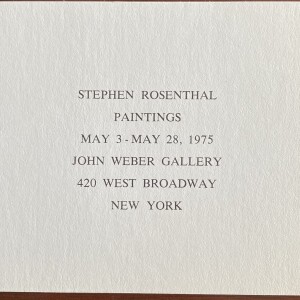 STEPHEN ROSENTHAL
PAINTINGS
MAY 3 - MAY 28, 1975
JOHN WEBER GALLERY
420 WEST BROADWAY
NEW YORK